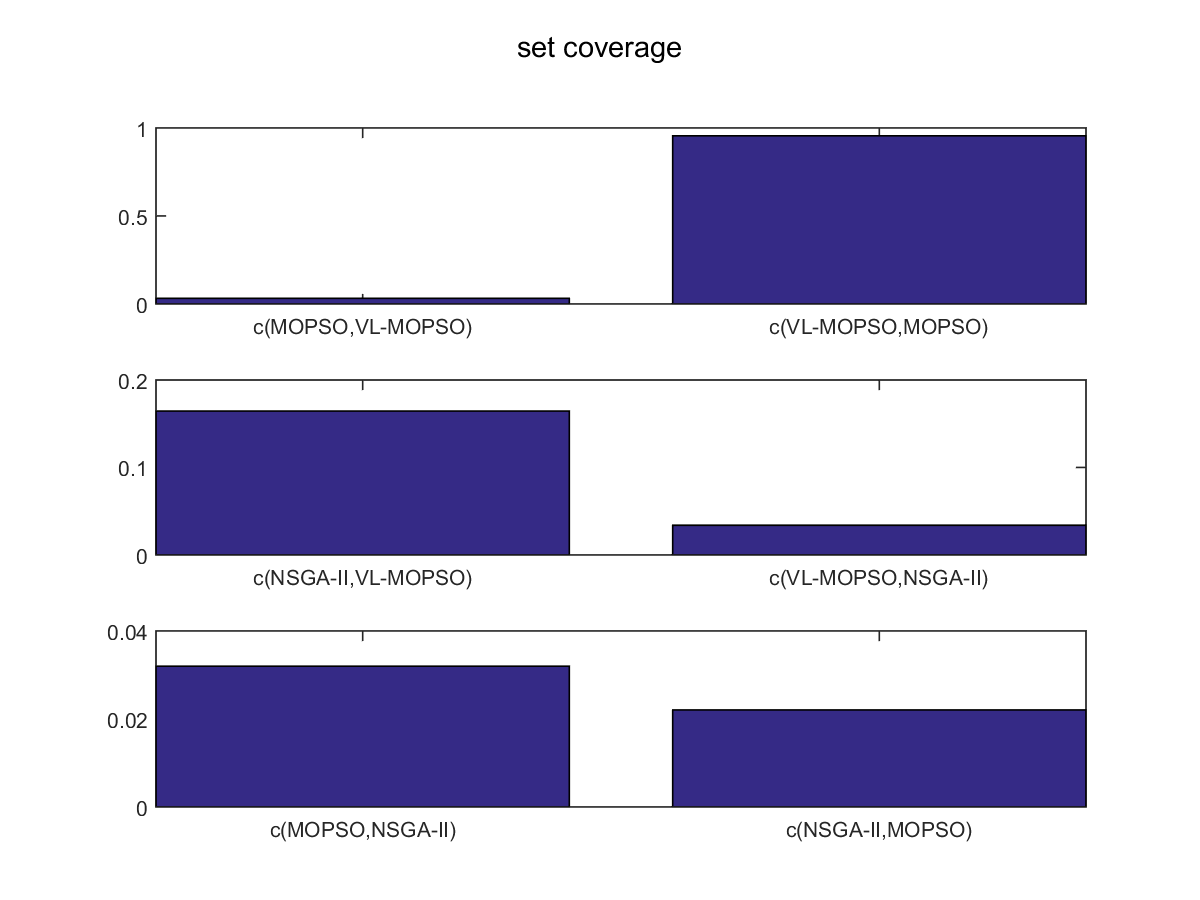 set coverage
1
0.5
0
c(MOPSO,VL-MOPSO) c(VL-MOPSO,MOPSO)
0.2
0.1
0
c(NSGA-II,VL-MOPSO) c(VL-MOPSO,NSGA-II)
0.04
0.02
0
c(MOPSO,NSGA-II) c(NSGA-II,MOPSO)